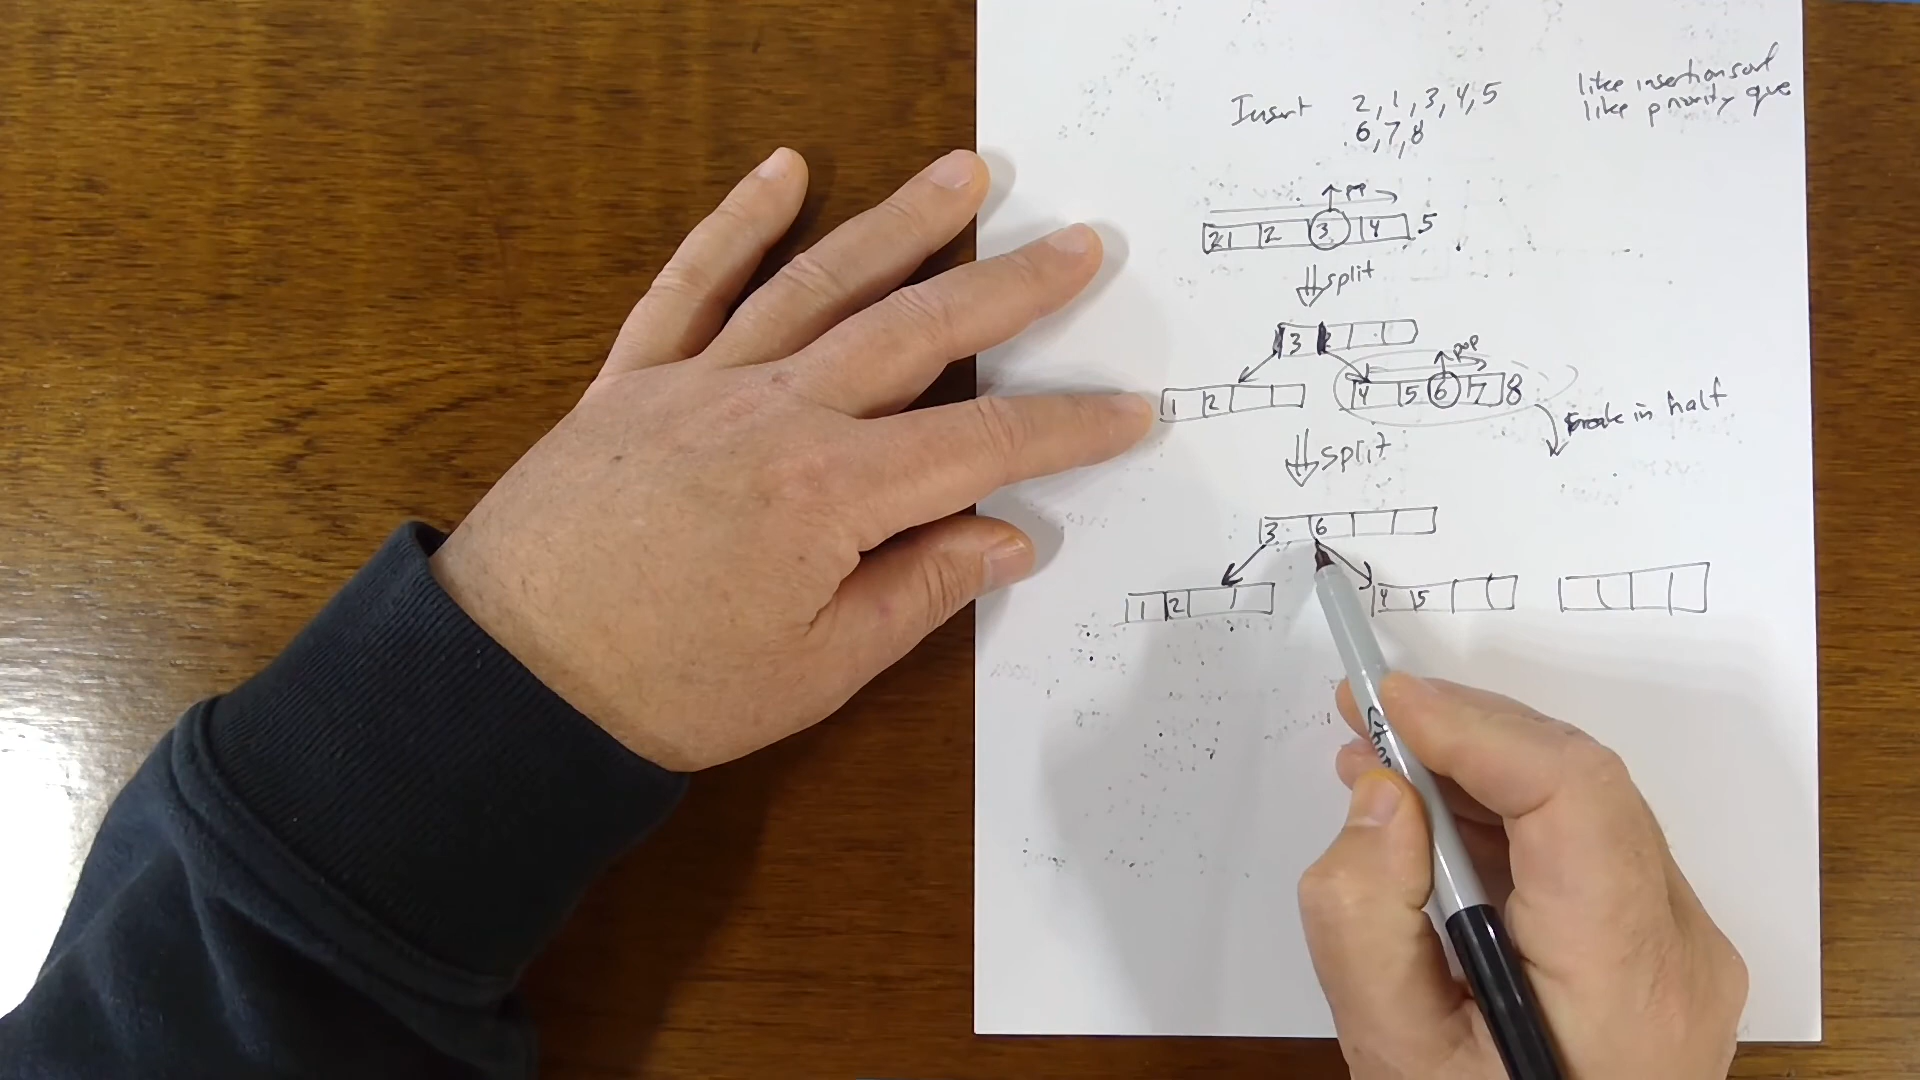 Insert 2, 1, 3, 4, 5
6, 7, 8
like insertion sort
like priority que
pop
21 2 3 4 5
split
3
pop
1 2
4 5 6 7 8
break in half
split
3 6
1 2
4 5